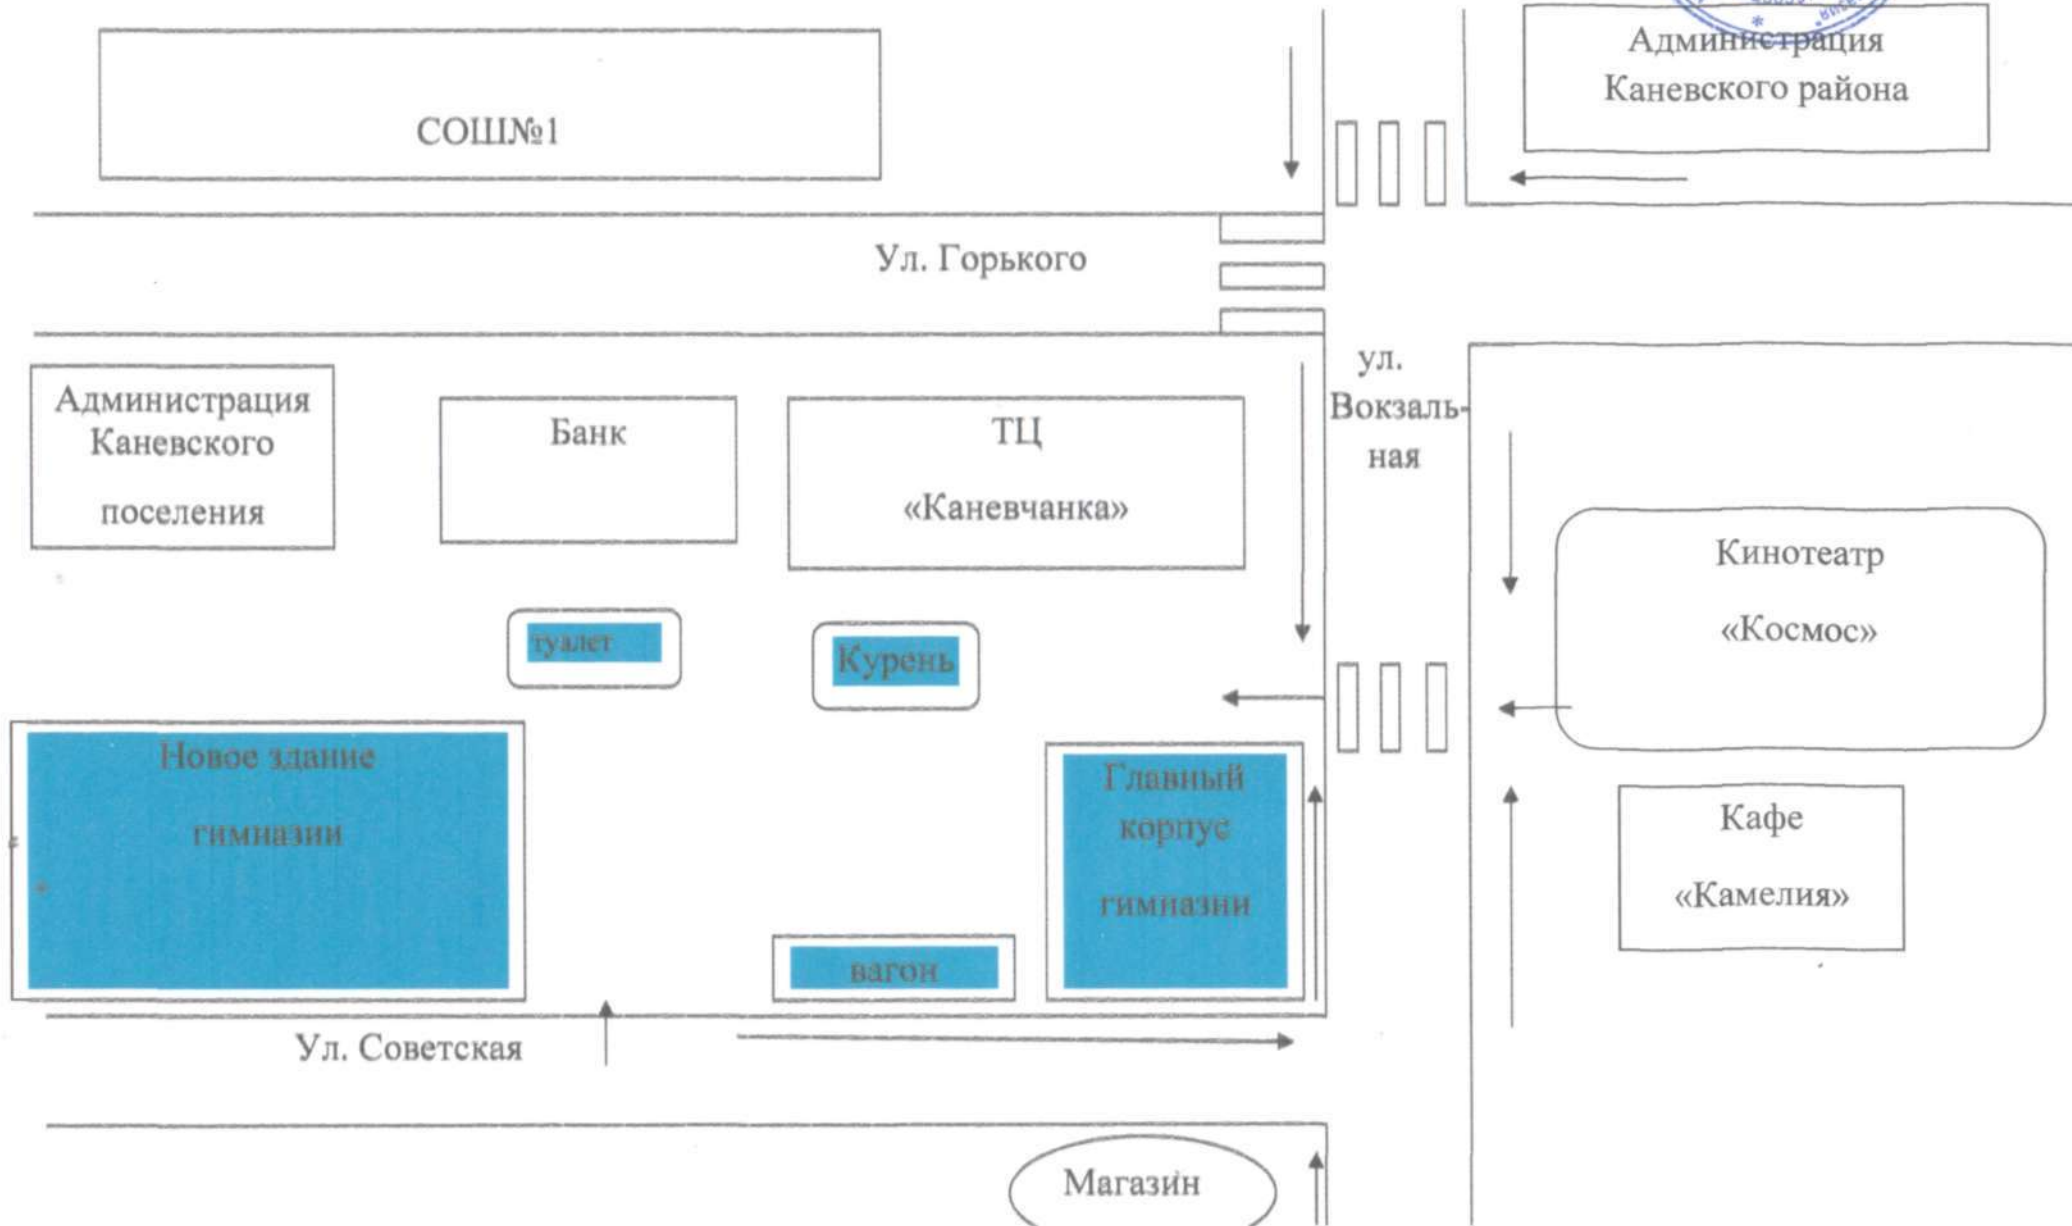 СОШ№1
Администрация
Каневского района
Ул. Горького
Администрация
Каневского
поселения
Банк
ТЦ
«Каневчанка»
ул.
Вокзаль-
ная
Кинотеатр
«Космос»
туалет
Курень
Новое здание
гимназии
Главный
корпус
гимназии
Кафе
«Камелия»
вагон
Ул. Советская
Магазин